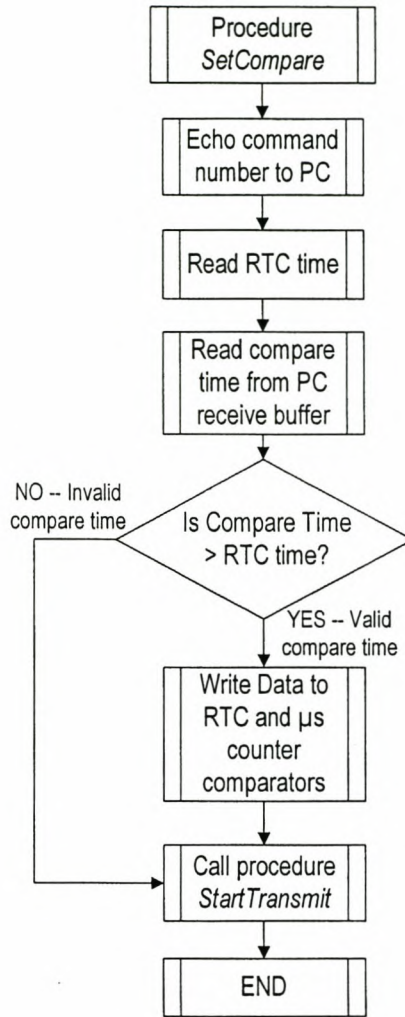 Procedure
SetCompare
Echo command
number to PC
Read RTC time
Read compare
time from PC
receive buffer
NO -- Invalid
compare time
Is Compare Time
> RTC time?
YES -- Valid
compare time
Write Data to
RTC and µs
counter
comparators
Call procedure
StartTransmit
END